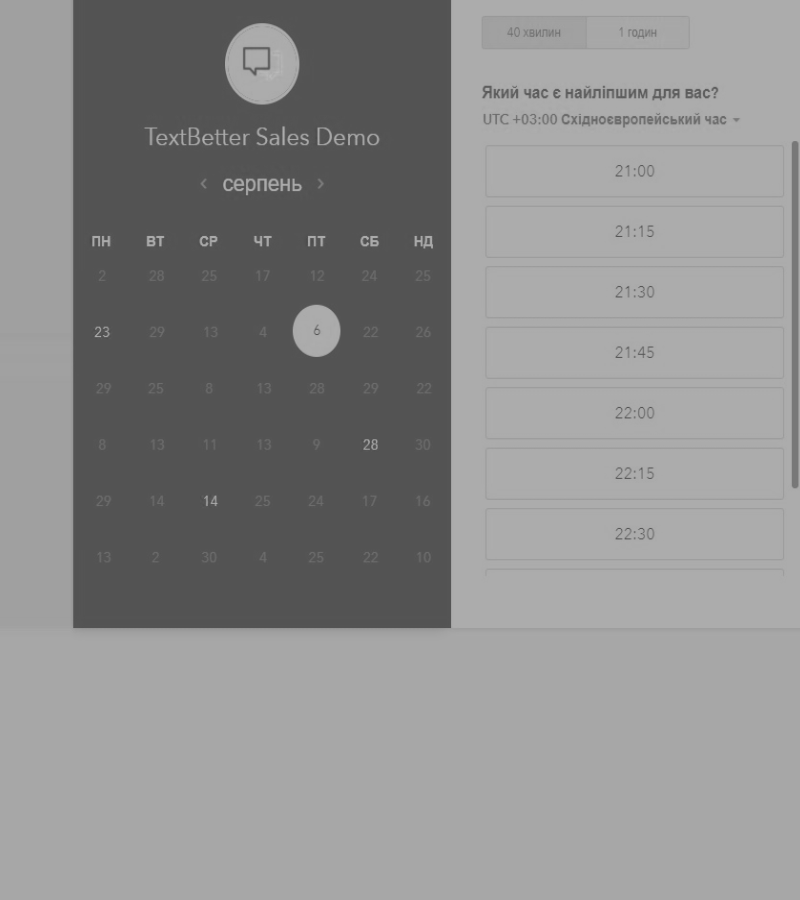 TextBetter Sales Demo
серпень
ПН ВТ СР ЧТ ПТ СБ НД
2 28 25 17 12 24 25
23 29 13 4 6 22 26
29 25 8 13 28 29 22
8 13 11 13 9 28 30
29 14 14 25 24 17 16
13 2 30 4 25 22 10
40 хвилин 1 годин
Який час є найліпшим для вас?
UTC +03:00 Східноєвропейський час
21:00
21:15
21:30
21:45
22:00
22:15
22:30